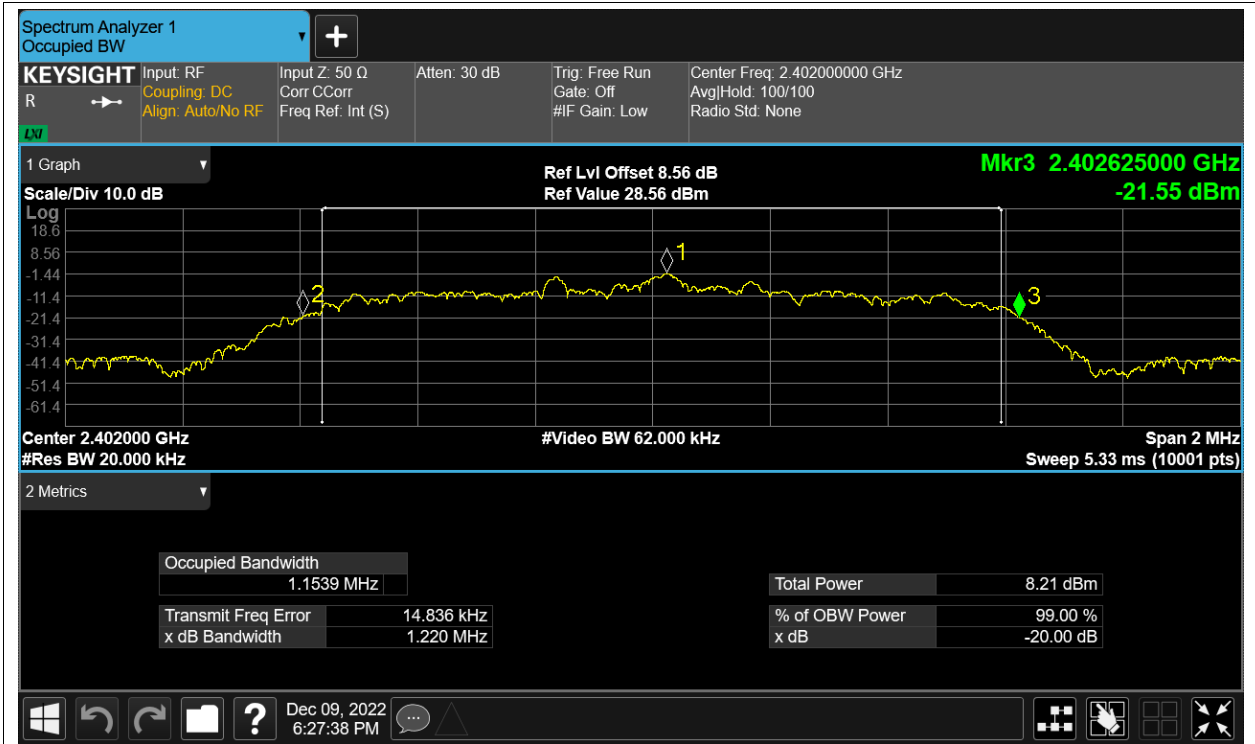 Spectrum Analyzer 1
Occupied BW
KEYSIGHT
R
LXI
Input: RF
Coupling: DC
Align: Auto/No RF
Input Z: 50 Ω
Corr CCorr
Freq Ref: Int (S)
Atten: 30 dB
Trig: Free Run
Gate: Off
#IF Gain: Low
Center Freq: 2.402000000 GHz
Avg|Hold: 100/100
Radio Std: None
1 Graph
Scale/Div 10.0 dB
Ref Lvl Offset 8.56 dB
Ref Value 28.56 dBm
Mkr3 2.402625000 GHz
-21.55 dBm
Log
18.6
8.56
-1.44
-11.4
-21.4
-31.4
-41.4
-51.4
-61.4
1
2
3
Center 2.402000 GHz
#Video BW 62.000 kHz
Span 2 MHz
#Res BW 20.000 kHz
Sweep 5.33 ms (10001 pts)
2 Metrics
Occupied Bandwidth
1.1539 MHz
Transmit Freq Error 14.836 kHz
x dB Bandwidth 1.220 MHz
Total Power 8.21 dBm
% of OBW Power 99.00 %
x dB -20.00 dB
?
Dec 09, 2022
6:27:38 PM